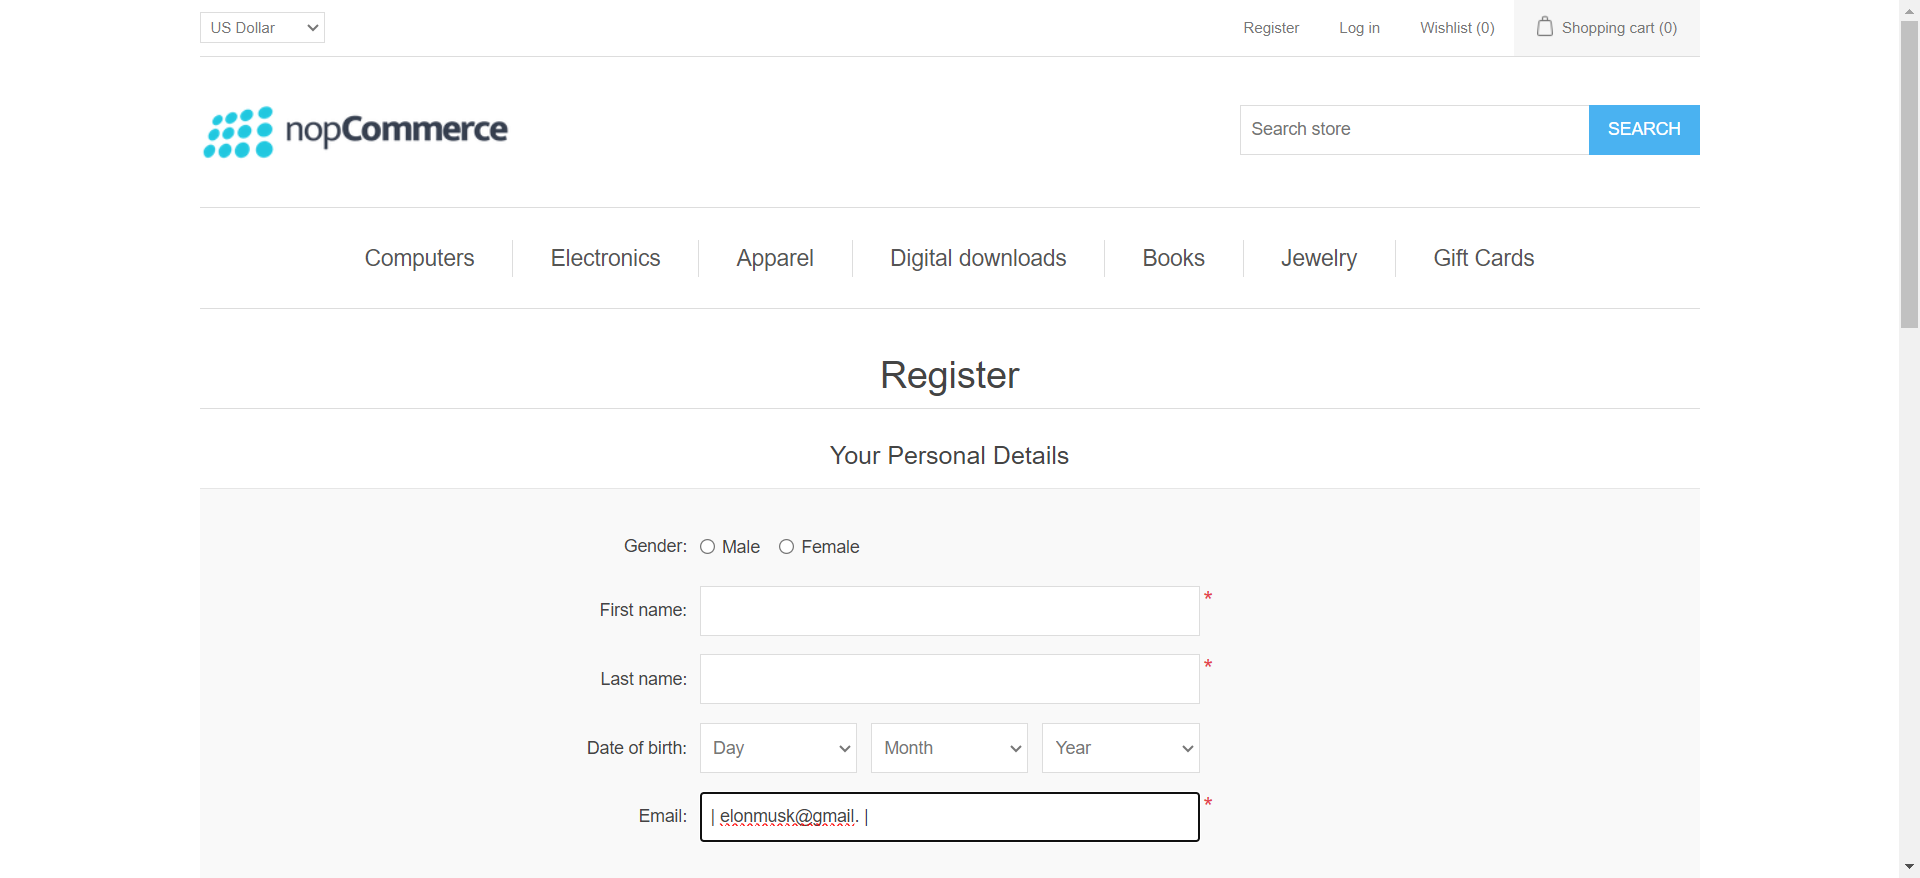 US Dollar
Register
Log in
Wishlist (0)
Shopping cart (0)
nopCommerce
Search store
SEARCH
Computers
Electronics
Apparel
Digital downloads
Books
Jewelry
Gift Cards
Register
Your Personal Details
Gender: Male Female
First name: *
Last name: *
Date of birth: Day Month Year
Email: | elonmusk@gmail. | *